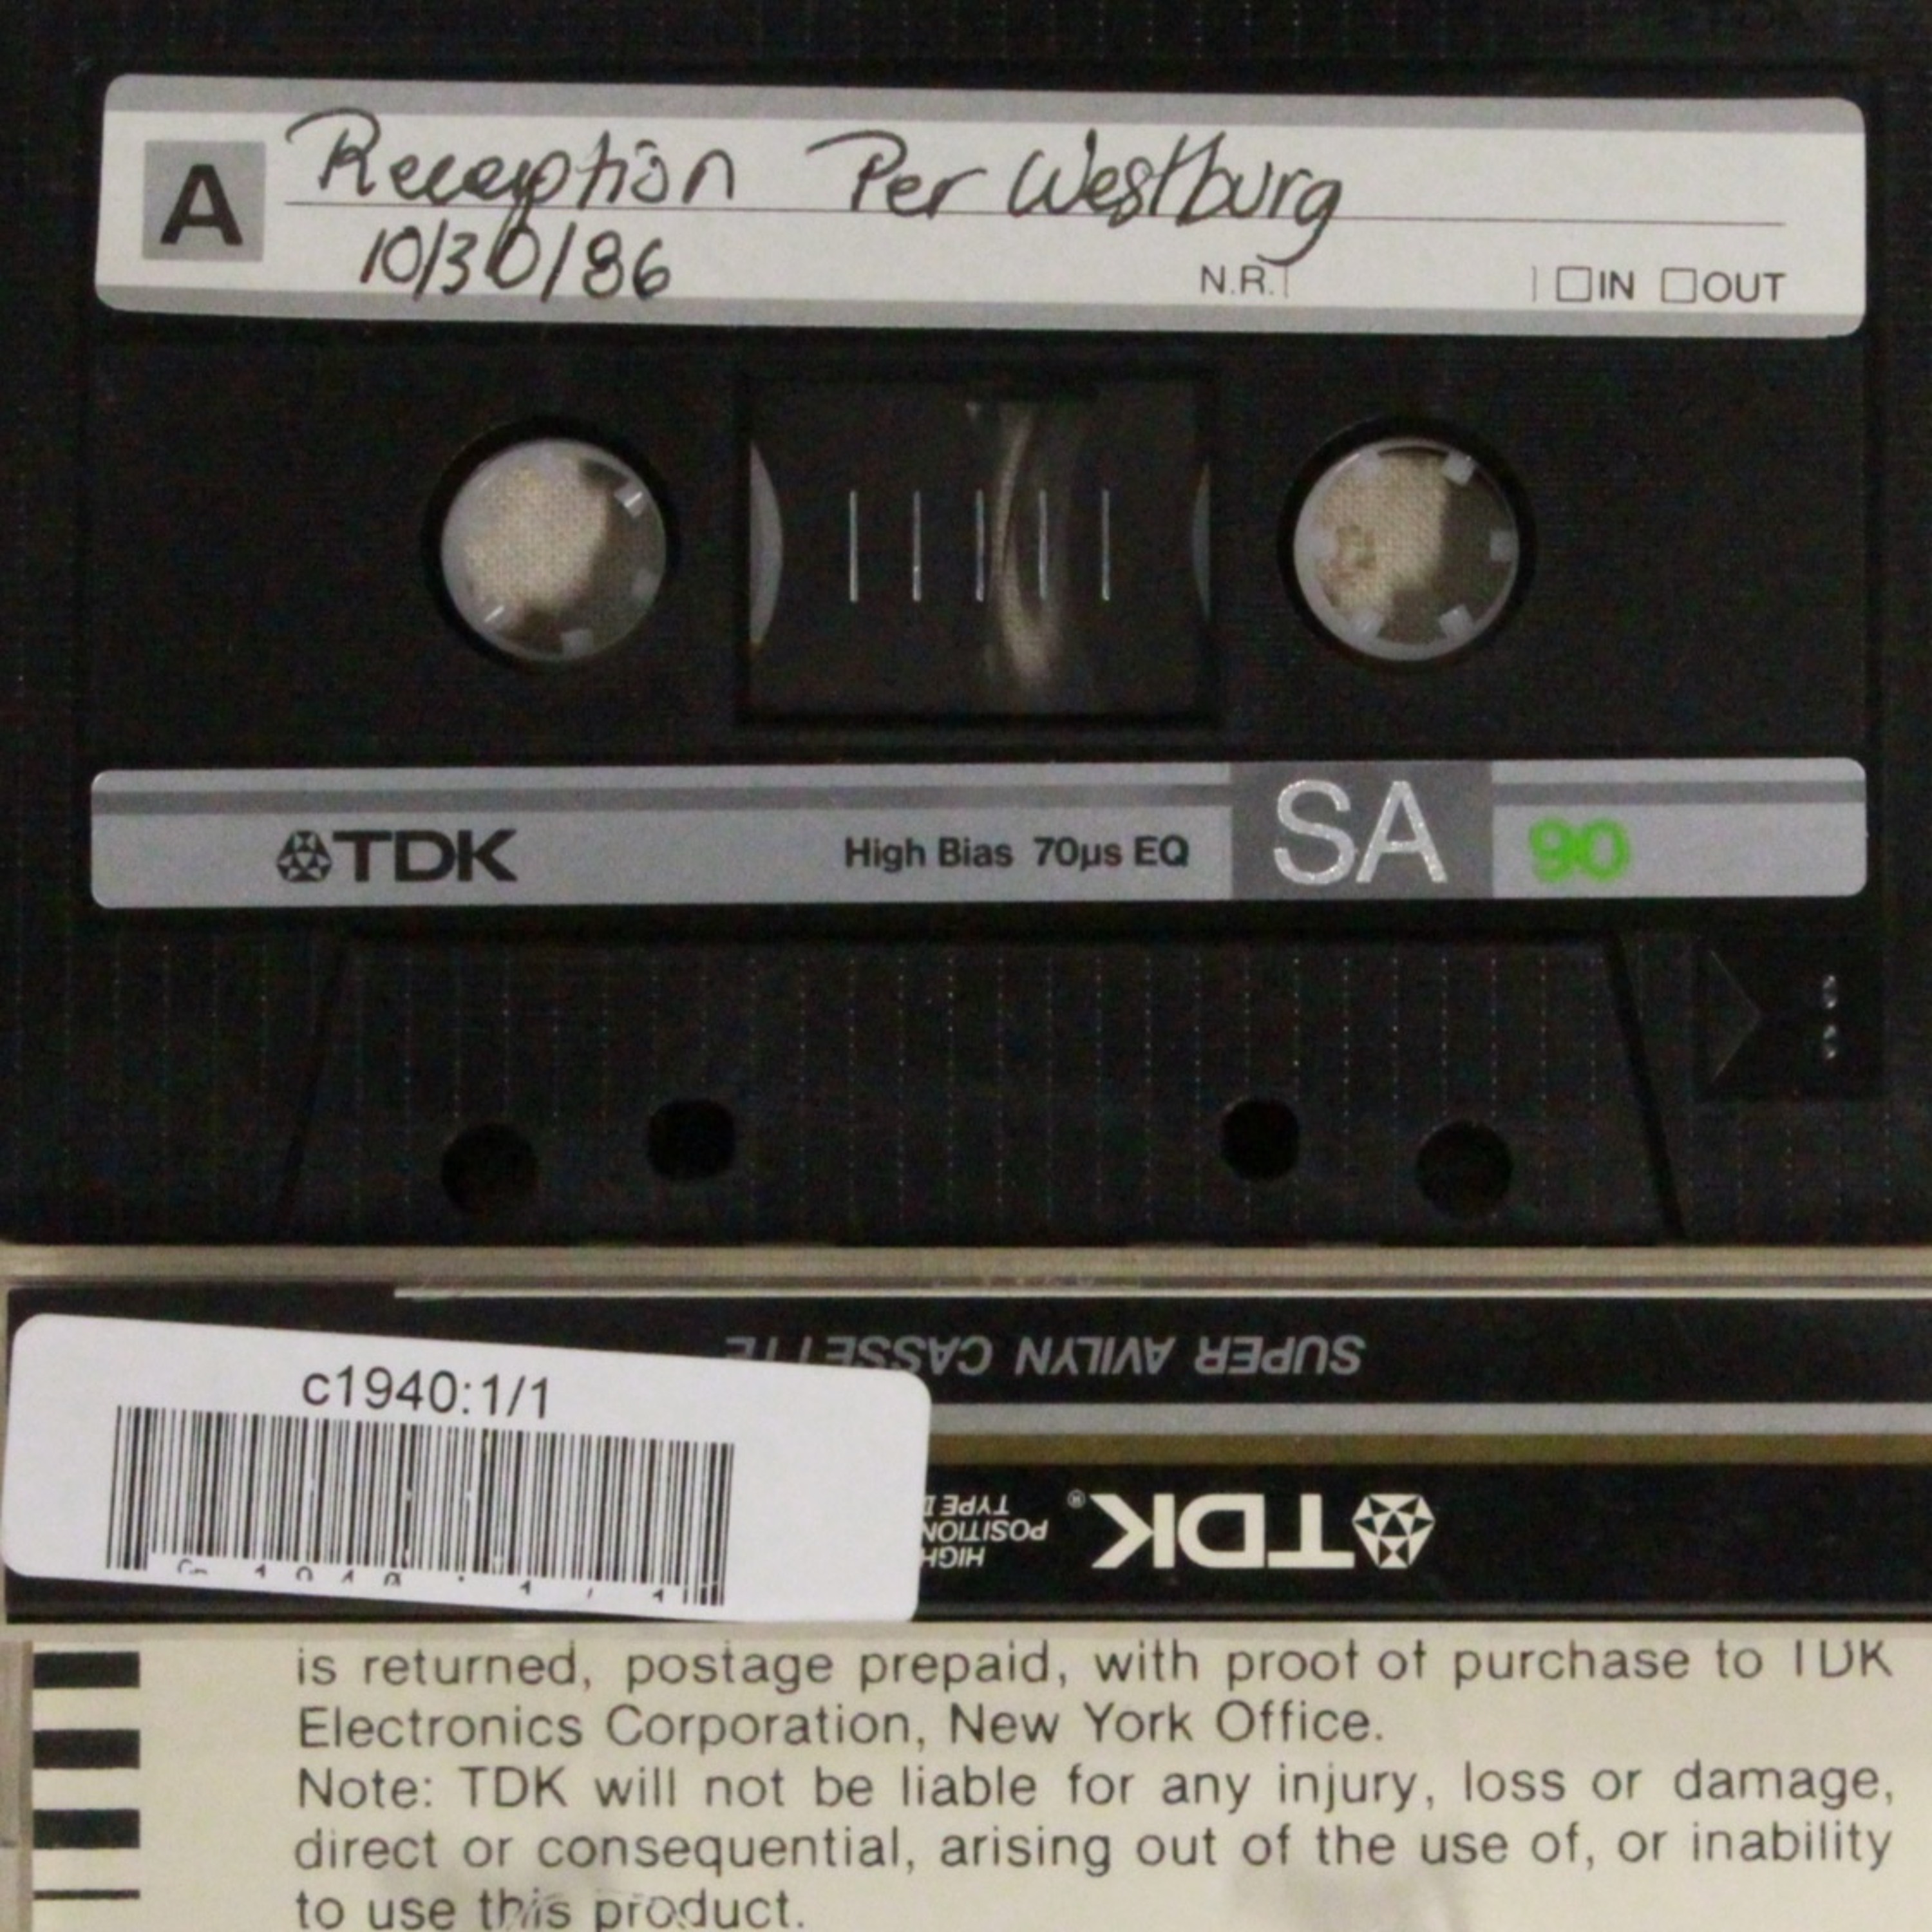 A Reception Per Westburg
10/30/86
N.R. IN OUT
TDK High Bias 70µs EQ SA 90
SUPER AVILYN CASSETTE
c1940:1/1
TDK®
HIGH
POSITION
TYPE II
is returned, postage prepaid, with proof of purchase to TDK
Electronics Corporation, New York Office.
Note: TDK will not be liable for any injury, loss or damage,
direct or consequential, arising out of the use of, or inability
to use this product.